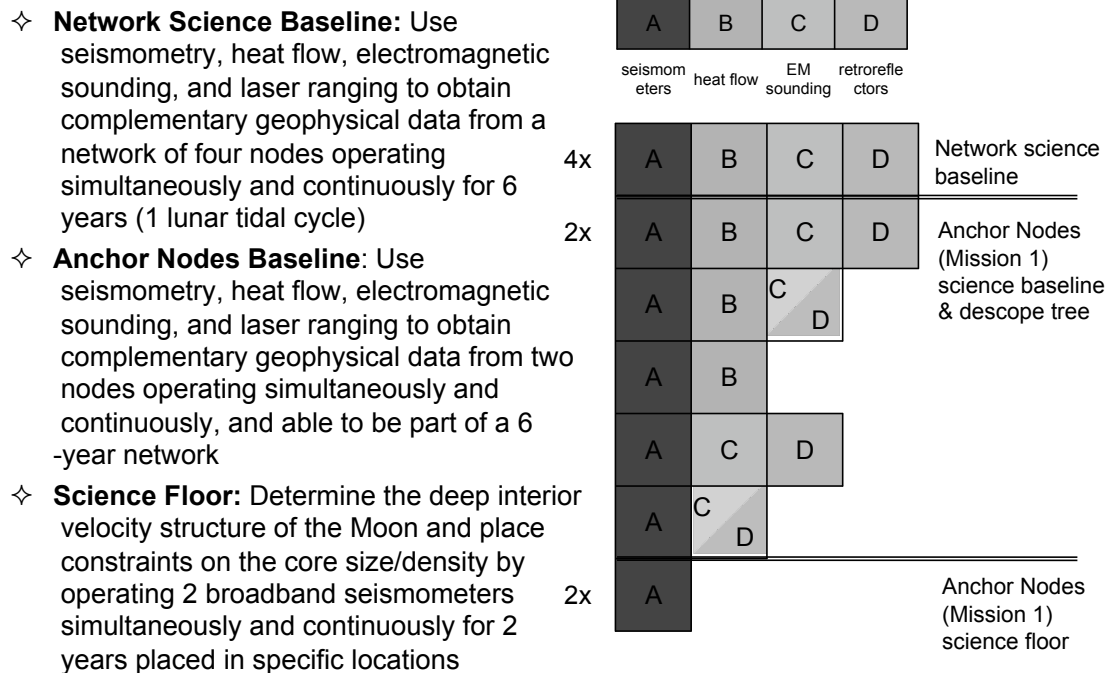 ✧ Network Science Baseline: Use
seismometry, heat flow, electromagnetic
sounding, and laser ranging to obtain
complementary geophysical data from a
network of four nodes operating
simultaneously and continuously for 6
years (1 lunar tidal cycle)
✧ Anchor Nodes Baseline: Use
seismometry, heat flow, electromagnetic
sounding, and laser ranging to obtain
complementary geophysical data from two
nodes operating simultaneously and
continuously, and able to be part of a 6
-year network
✧ Science Floor: Determine the deep interior
velocity structure of the Moon and place
constraints on the core size/density by
operating 2 broadband seismometers
simultaneously and continuously for 2
years placed in specific locations
A B C D
seismom
eters
heat flow
EM
sounding
retrorefle
ctors
4x A B C D
Network science
baseline
2x A B C D
Anchor Nodes
(Mission 1)
science baseline
& descope tree
A B C D
A B
A C D
A C D
2x A
Anchor Nodes
(Mission 1)
science floor